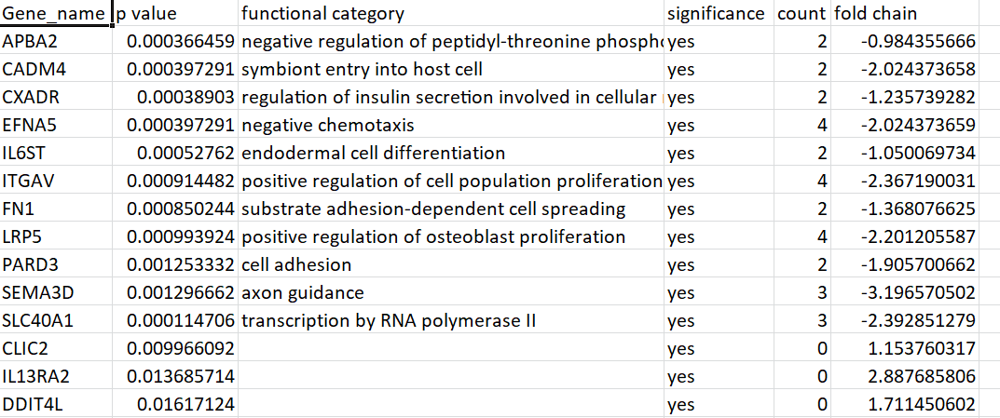 Gene_name p value functional category significance count fold chain
APBA2 0.000366459 negative regulation of peptidyl-threonine phosph yes 2 -0.984355666
CADM4 0.000397291 symbiont entry into host cell yes 2 -2.024373658
CXADR 0.00038903 regulation of insulin secretion involved in cellular yes 2 -1.235739282
EFNA5 0.000397291 negative chemotaxis yes 4 -2.024373659
IL6ST 0.00052762 endodermal cell differentiation yes 2 -1.050069734
ITGAV 0.000914482 positive regulation of cell population proliferation yes 4 -2.367190031
FN1 0.000850244 substrate adhesion-dependent cell spreading yes 2 -1.368076625
LRP5 0.000993924 positive regulation of osteoblast proliferation yes 4 -2.201205587
PARD3 0.001253332 cell adhesion yes 2 -1.905700662
SEMA3D 0.001296662 axon guidance yes 3 -3.196570502
SLC40A1 0.000114706 transcription by RNA polymerase II yes 3 -2.392851279
CLIC2 0.009966092 yes 0 1.153760317
IL13RA2 0.013685714 yes 0 2.887685806
DDIT4L 0.01617124 yes 0 1.711450602